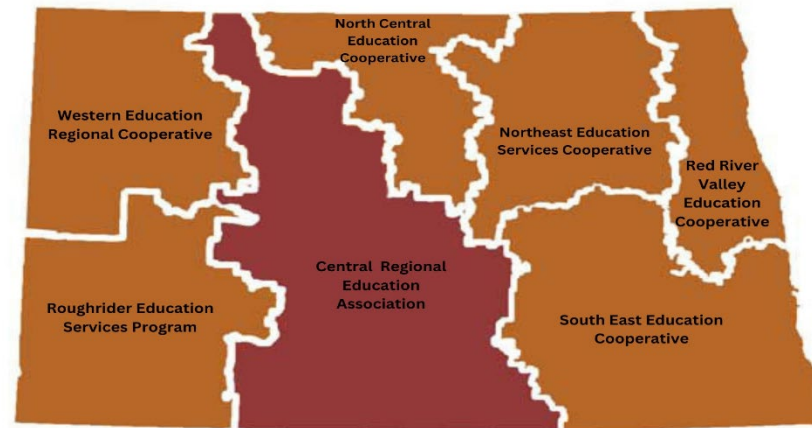 North Central
Education
Cooperative
Western Education
Regional Cooperative
Northeast Education
Services Cooperative
Red River
Valley
Education
Cooperative
Central Regional
Education
Association
Roughrider Education
Services Program
South East Education
Cooperative